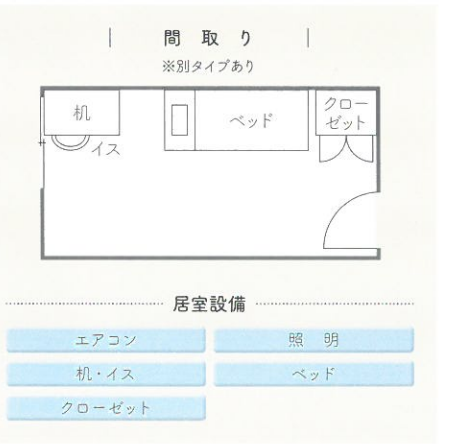 間取り
※別タイプあり
机
イス
ベッド
クロー
ゼット
居室設備
エアコン
照 明
机・イス
ベッド
クローゼット